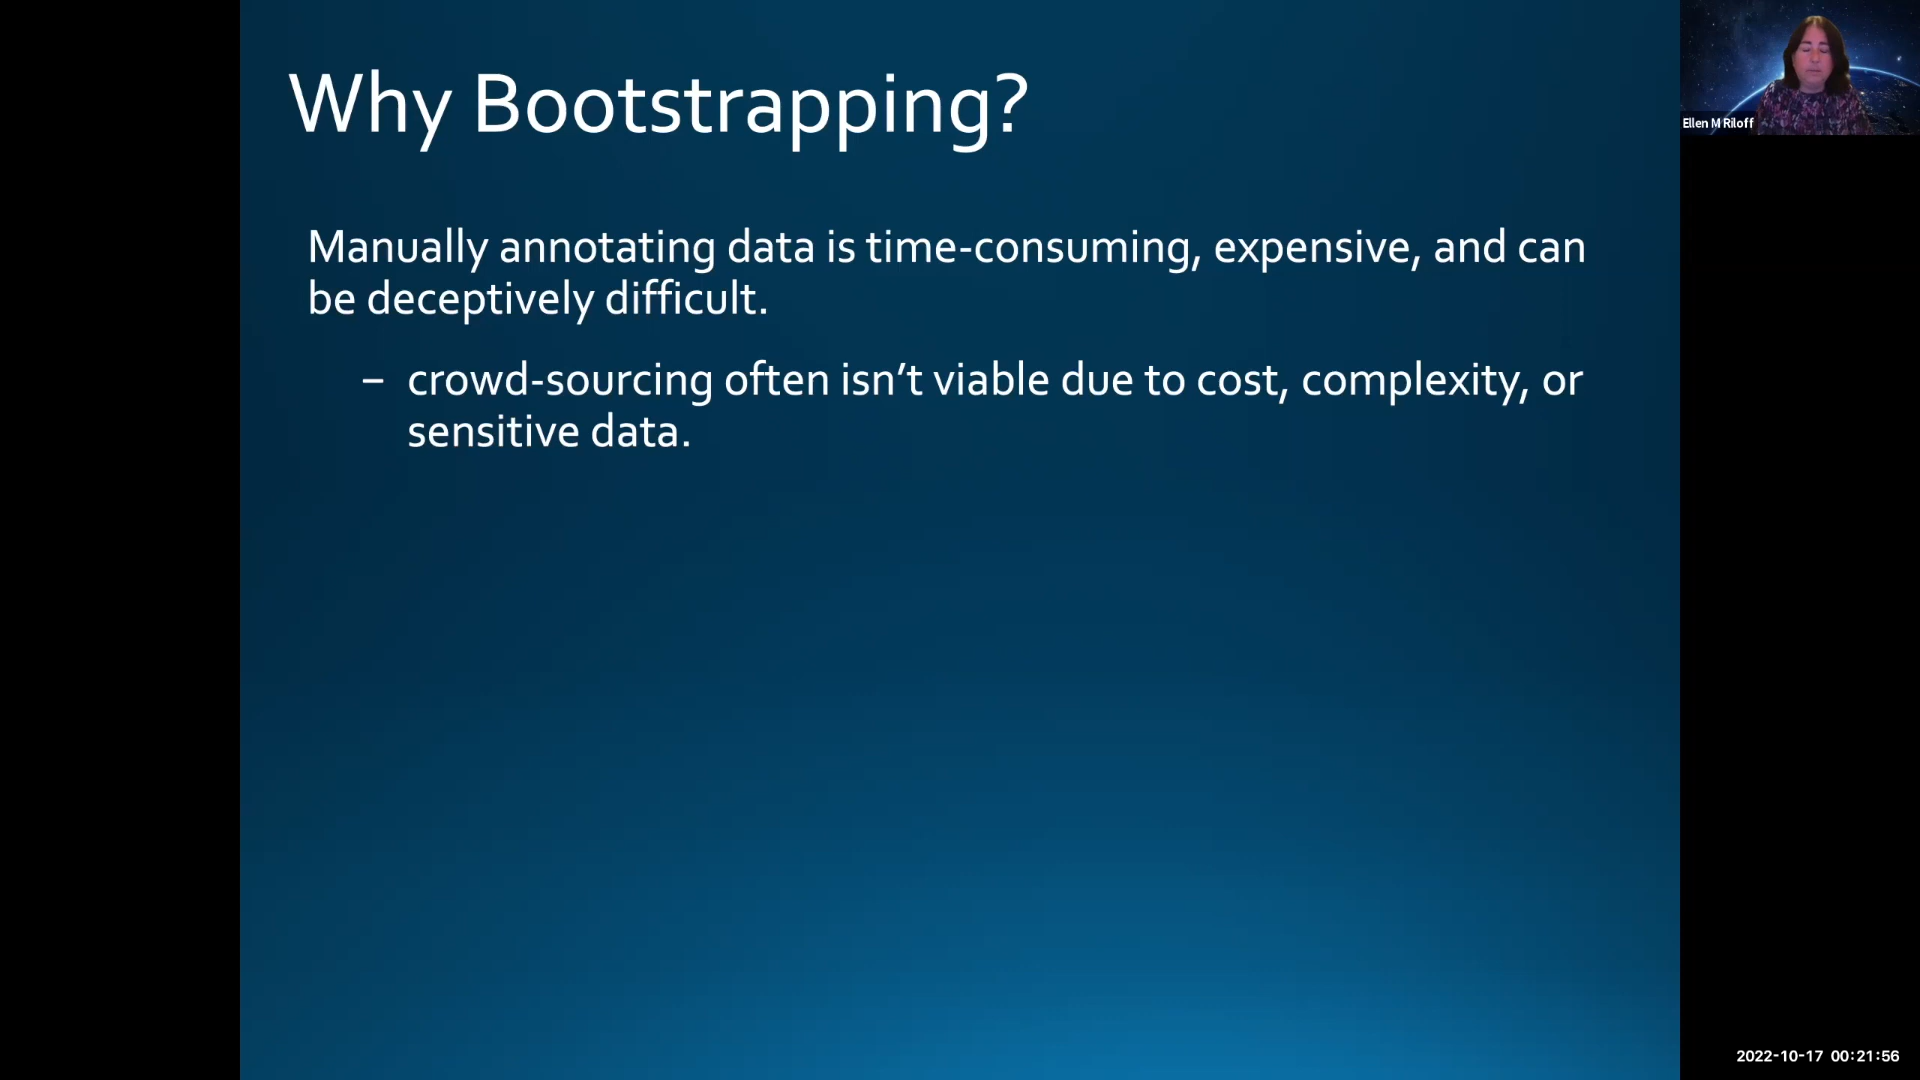 Why Bootstrapping?
Manually annotating data is time-consuming, expensive, and can
be deceptively difficult.
– crowd-sourcing often isn’t viable due to cost, complexity, or
sensitive data.
Ellen M Riloff
2022-10-17 00:21:56